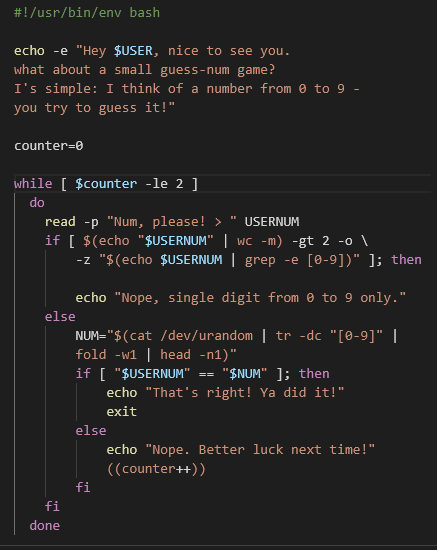 #!/usr/bin/env bash
echo -e "Hey $USER, nice to see you.
what about a small guess-num game?
I's simple: I think of a number from 0 to 9 -
you try to guess it!"
counter=0
while [ $counter -le 2 ]
do
read -p "Num, please! > " USERNUM
if [ $(echo "$USERNUM" | wc -m) -gt 2 -o \
-z "$(echo $USERNUM | grep -e [0-9])" ]; then
echo "Nope, single digit from 0 to 9 only."
else
NUM="$(cat /dev/urandom | tr -dc "[0-9]" |
fold -w1 | head -n1)"
if [ "$USERNUM" == "$NUM" ]; then
echo "That's right! Ya did it!"
exit
else
echo "Nope. Better luck next time!"
((counter++))
fi
fi
done